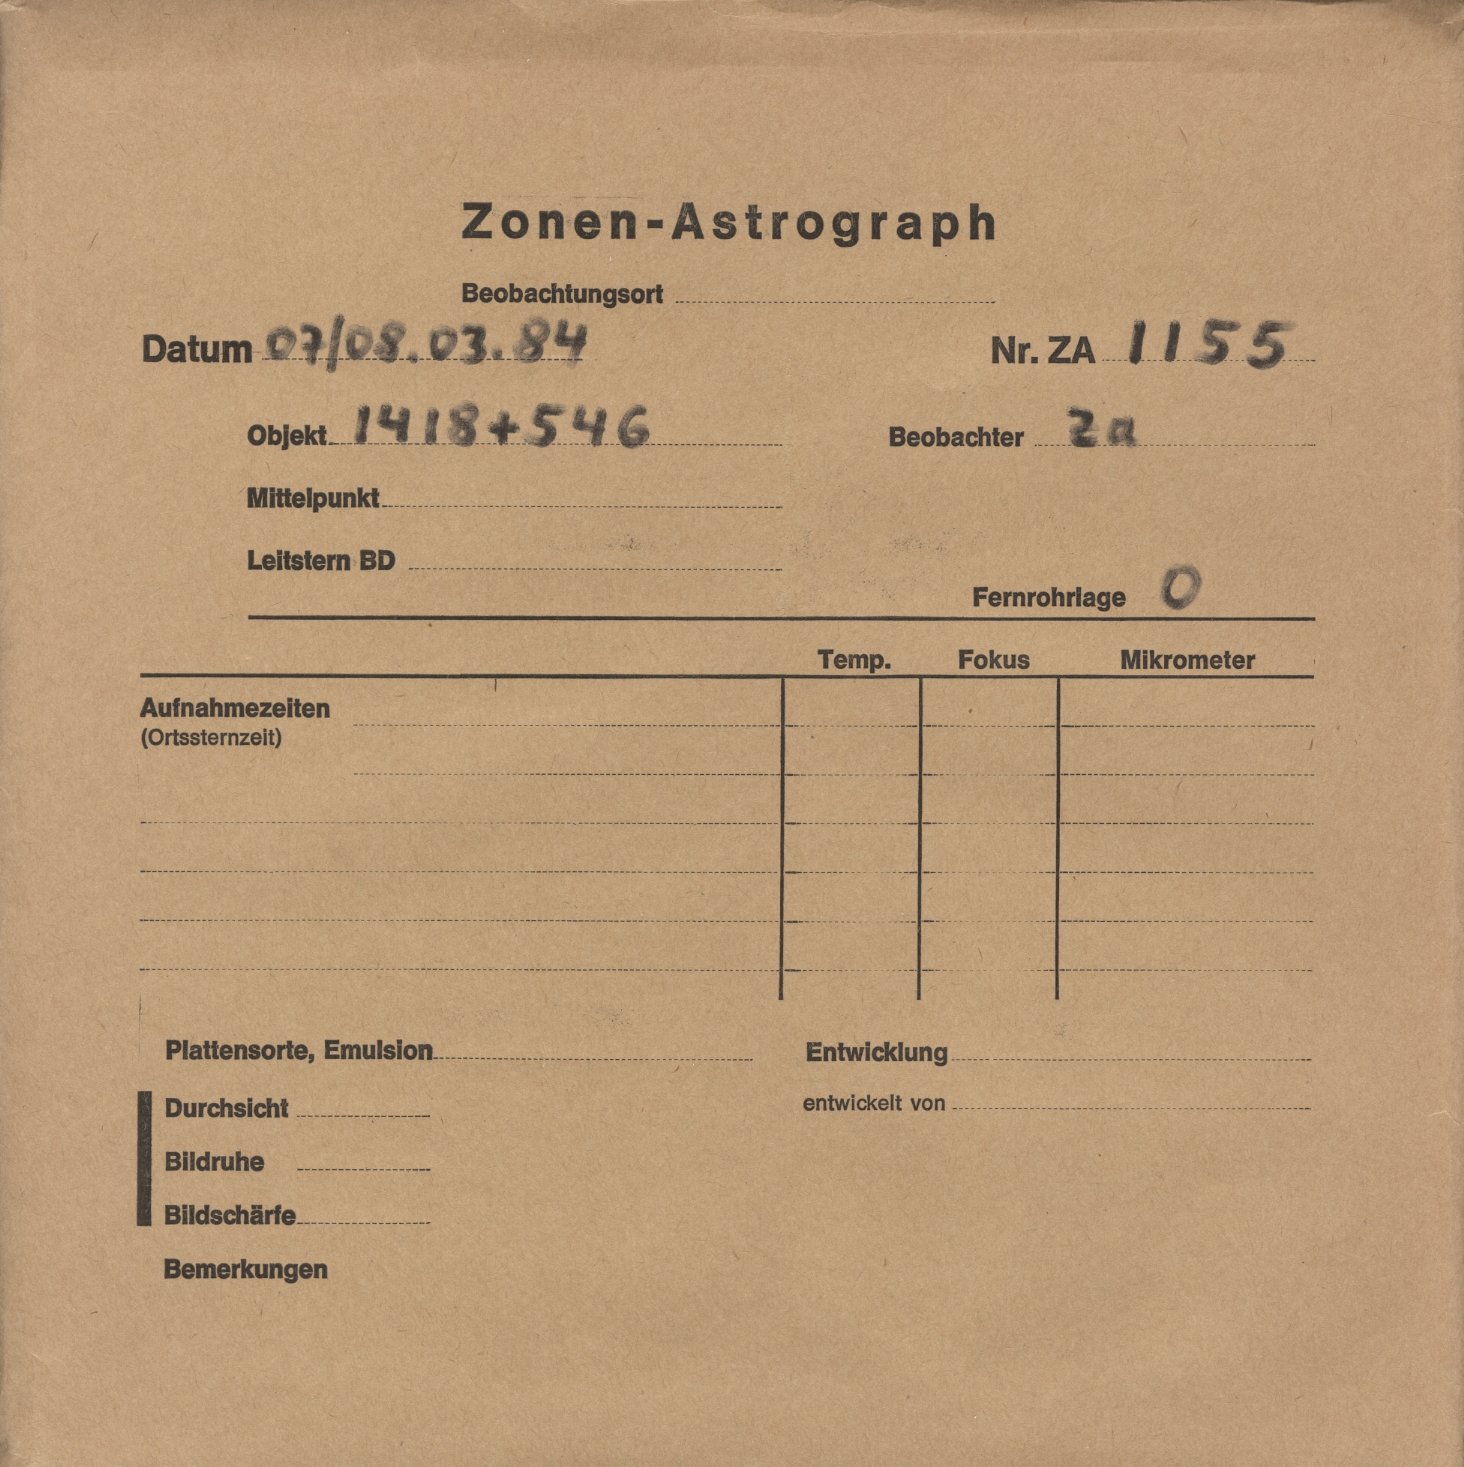 Zonen-Astrograph
Beobachtungsort
Datum 07/08.03.84 Nr. ZA 1155
Objekt 1418+546 Beobachter Za
Mittelpunkt
Leitstern BD
Fernrohrlage O
Temp. Fokus Mikrometer
Aufnahmezeiten
(Ortssternzeit)
Plattensorte, Emulsion Entwicklung
Durchsicht entwickelt von
Bildruhe
Bildschärfe
Bemerkungen